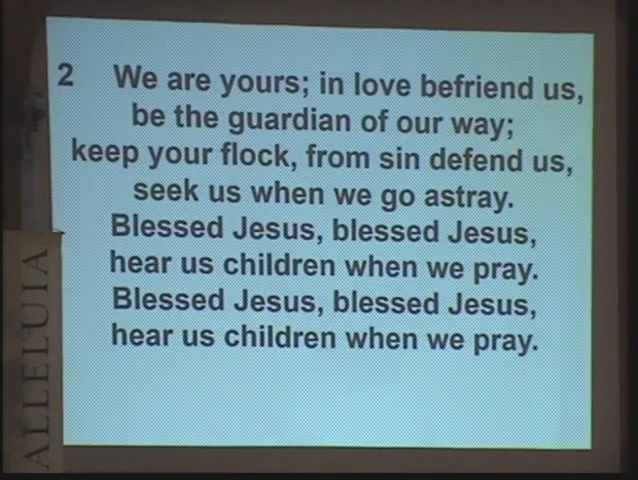 2 We are yours; in love befriend us,
be the guardian of our way;
keep your flock, from sin defend us,
seek us when we go astray.
Blessed Jesus, blessed Jesus,
hear us children when we pray.
Blessed Jesus, blessed Jesus,
hear us children when we pray.
ALLELUIA